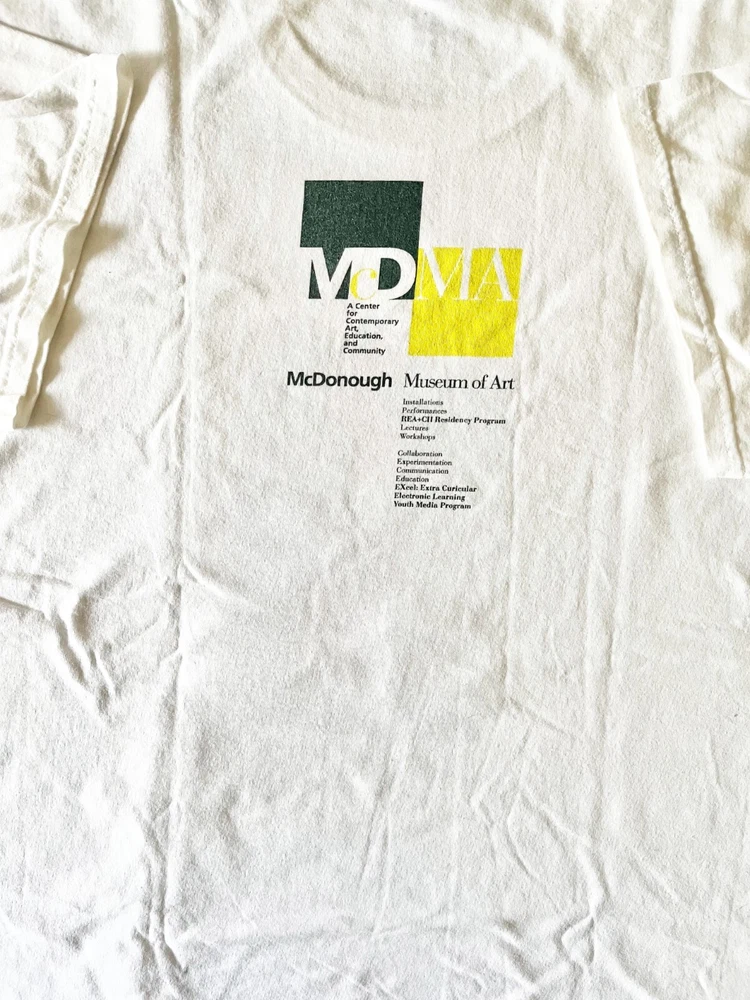 McDMA
A Center
for
Contemporary
Art,
Education,
and
Community
McDonough Museum of Art
Installations
Performances
REA+CH Residency Program
Lectures
Workshops
Collaboration
Experimentation
Communication
Education
EXcel: Extra Curicular
Electronic Learning
Youth Media Program